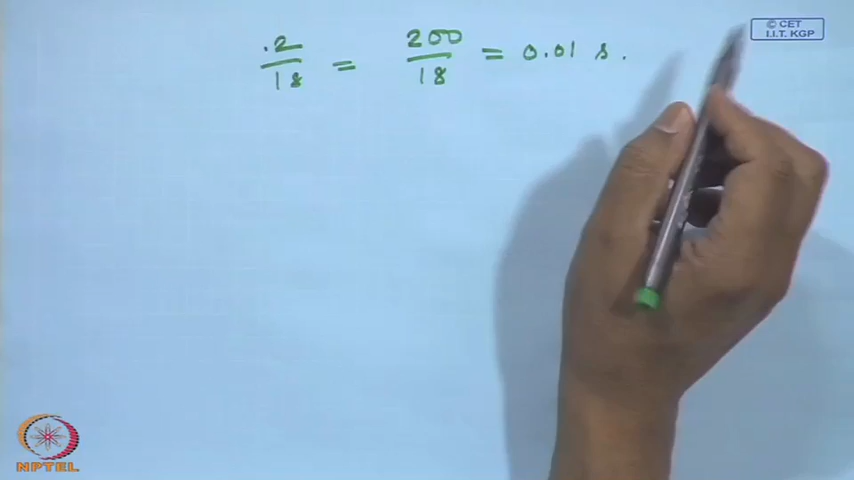 .2/18 = 200/18 = 0.01 s.
© CET
I.I.T. KGP
NPTEL